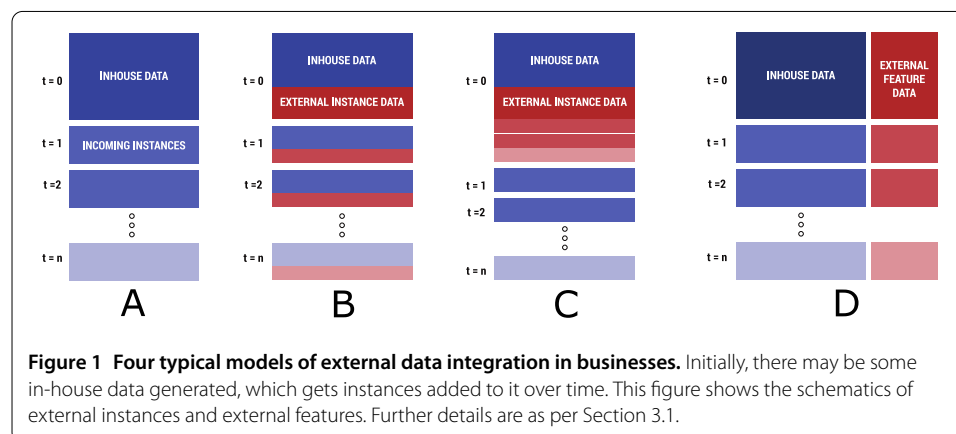 INHOUSE DATA
t = 0
INCOMING INSTANCES
t = 1
t =2
t = n
A
INHOUSE DATA
t = 0
EXTERNAL INSTANCE DATA
t = 1
t =2
t = n
B
INHOUSE DATA
t = 0
EXTERNAL INSTANCE DATA
t = 1
t =2
t = n
C
INHOUSE DATA
EXTERNAL
FEATURE
DATA
t = 0
t = 1
t =2
t = n
D
Figure 1 Four typical models of external data integration in businesses. Initially, there may be some
in-house data generated, which gets instances added to it over time. This figure shows the schematics of
external instances and external features. Further details are as per Section 3.1.